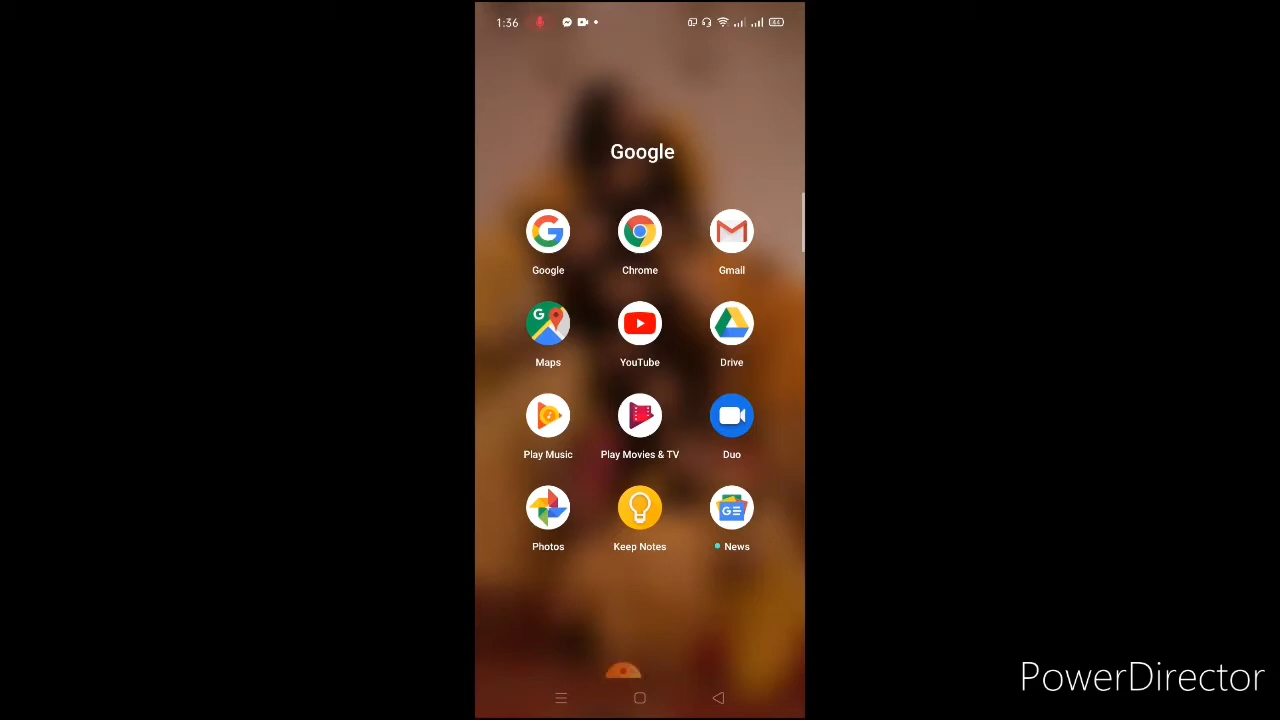 1:36
44
Google
Google Chrome Gmail
Maps YouTube Drive
Play Music Play Movies & TV Duo
Photos Keep Notes News
PowerDirector